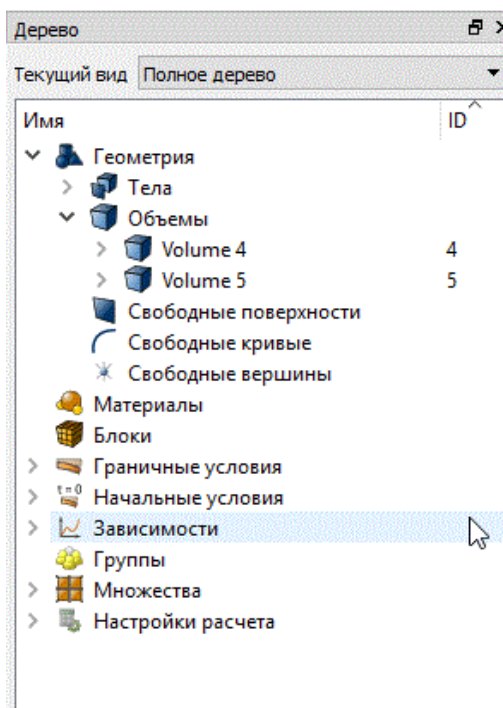 Дерево
Текущий вид Полное дерево
Имя ID
Геометрия
Тела
Объемы
Volume 4 4
Volume 5 5
Свободные поверхности
Свободные кривые
Свободные вершины
Материалы
Блоки
Граничные условия
t=0 Начальные условия
Зависимости
Группы
Множества
Настройки расчета